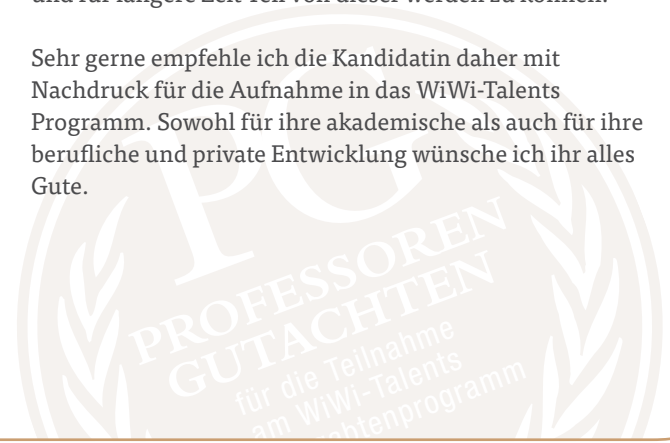 und für längere Zeit Teil von dieser werden zu können.
Sehr gerne empfehle ich die Kandidatin daher mit
Nachdruck für die Aufnahme in das WiWi-Talents
Programm. Sowohl für ihre akademische als auch für ihre
berufliche und private Entwicklung wünsche ich ihr alles
Gute.
PG
PROFESSOREN
GUTACHTEN
für die Teilnahme
am WiWi-Talents